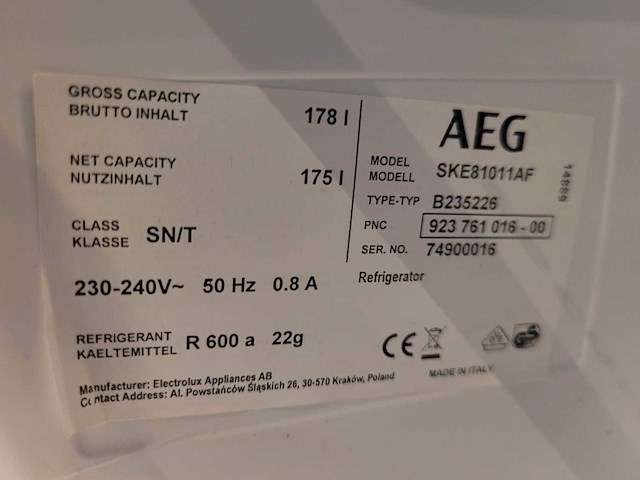 GROSS CAPACITY
BRUTTO INHALT 178 l
NET CAPACITY
NUTZINHALT 175 l
CLASS
KLASSE SN/T
230-240V~ 50 Hz 0.8 A
REFRIGERANT
KAELTEMITTEL R 600 a 22g
Manufacturer: Electrolux Appliances AB
Contact Address: Al. Powstańców Śląskich 26, 30-570 Kraków, Poland
AEG
MODEL
MODELL SKE81011AF
TYPE-TYP B235226
PNC 923 761 016 - 00
SER. NO. 74900016
Refrigerator
14889
CE
GS
MADE IN ITALY